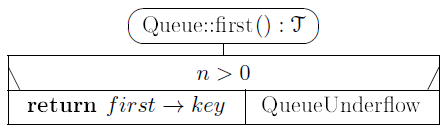 Queue::first() : 𝒯
n > 0
return first → key QueueUnderflow